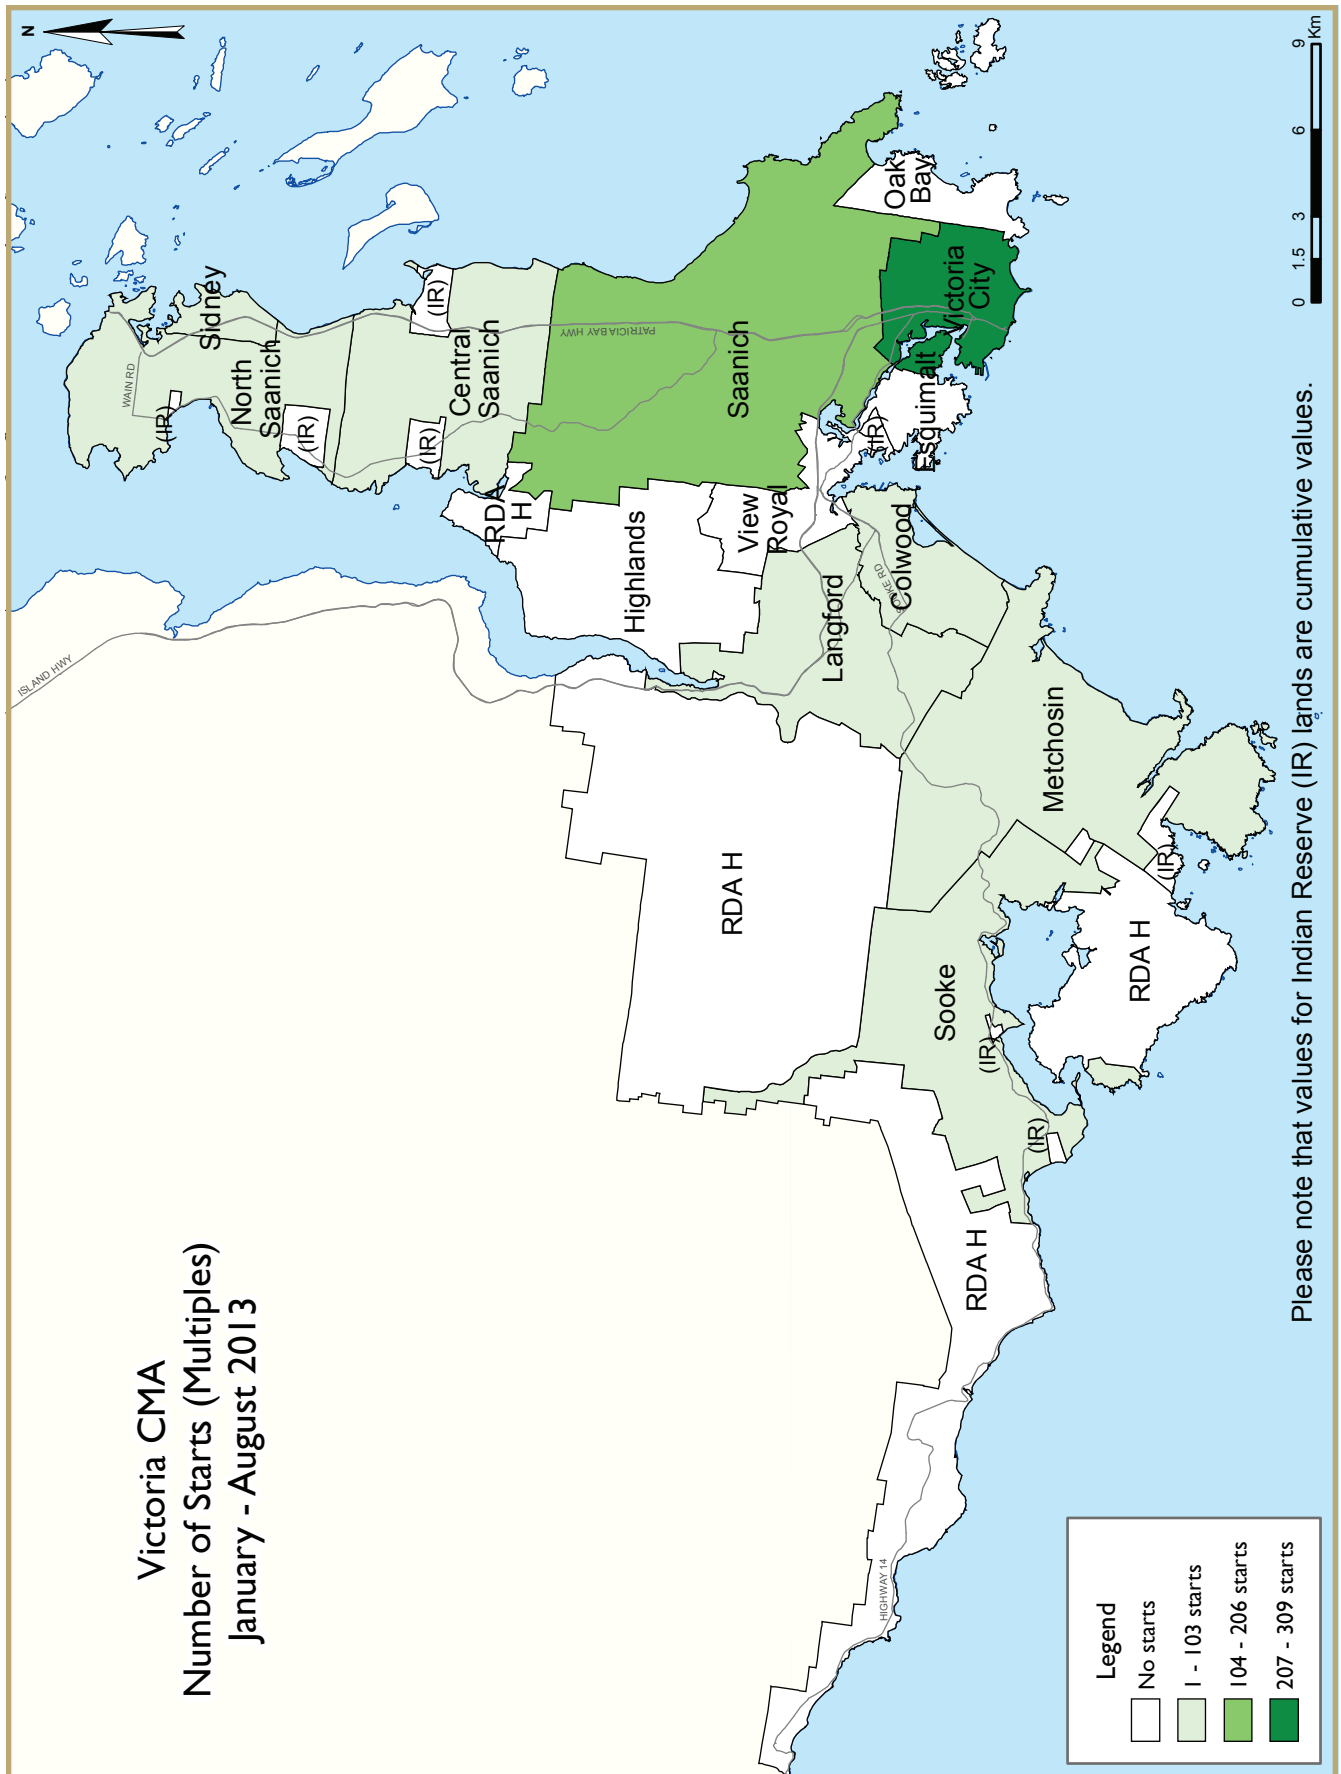 Victoria CMA
Number of Starts (Multiples)
January - August 2013
N
ISLAND HWY
WAIN RD
(IR)
North
Saanich
Sidney
(IR)
(IR)
Central
Saanich
(IR)
PATRICIA BAY HWY
RDA
H
Saanich
Highlands
View
Royal
Oak
Bay
Victoria
City
Esquimalt
(IR)
Langford
SOOKE RD
Colwood
Metchosin
RDA H
Sooke
(IR)
(IR)
(IR)
RDA H
RDA H
HIGHWAY 14
Legend
No starts
1 - 103 starts
104 - 206 starts
207 - 309 starts
0 1.5 3 6 9
Km
Please note that values for Indian Reserve (IR) lands are cumulative values.